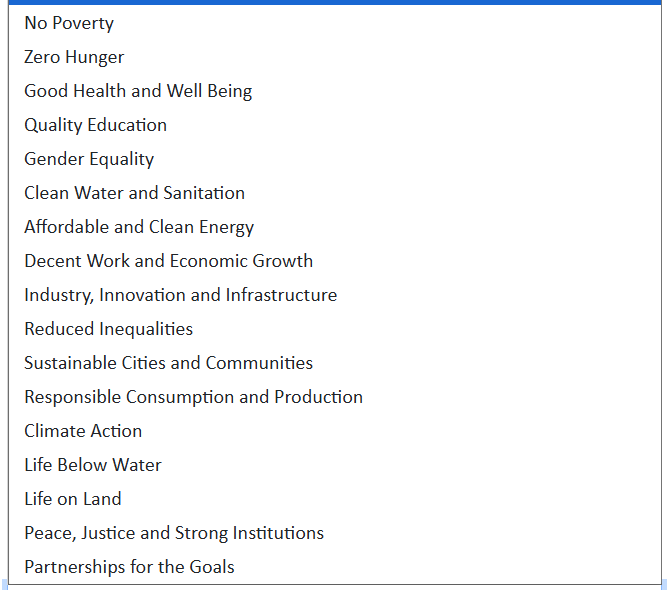 No Poverty
Zero Hunger
Good Health and Well Being
Quality Education
Gender Equality
Clean Water and Sanitation
Affordable and Clean Energy
Decent Work and Economic Growth
Industry, Innovation and Infrastructure
Reduced Inequalities
Sustainable Cities and Communities
Responsible Consumption and Production
Climate Action
Life Below Water
Life on Land
Peace, Justice and Strong Institutions
Partnerships for the Goals